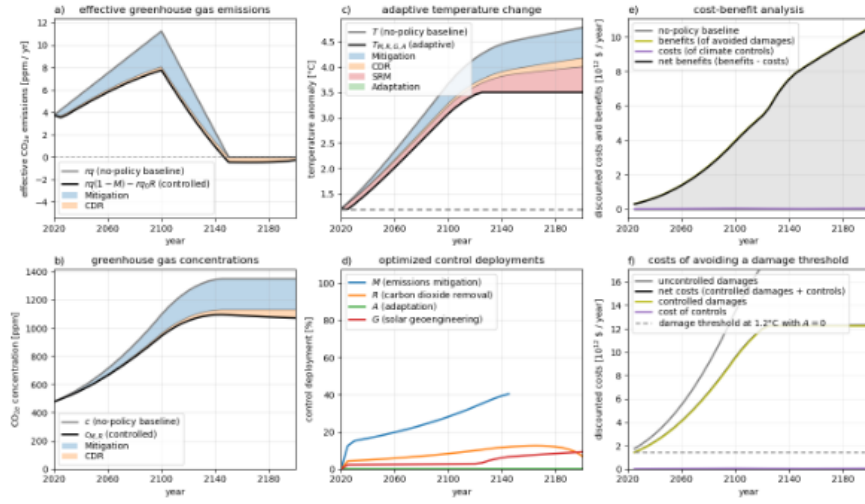 a) effective greenhouse gas emissions
effective CO2e emissions [ppm / yr]
12
10
8
6
4
2
0
−2
−4
rq (no-policy baseline)
rq(1 − M) − rq0R (controlled)
Mitigation
CDR
2020 2060 2100 2140 2180
year
c) adaptive temperature change
temperature anomaly [°C]
4.5
4.0
3.5
3.0
2.5
2.0
1.5
T (no-policy baseline)
TM,R,G,A (adaptive)
Mitigation
CDR
SRM
Adaptation
2020 2060 2100 2140 2180
year
e) cost-benefit analysis
discounted costs and benefits [10¹² $ / year]
10
8
6
4
2
0
no-policy baseline
benefits (of avoided damages)
costs (of climate controls)
net benefits (benefits - costs)
2020 2060 2100 2140 2180
year
b) greenhouse gas concentrations
CO2e concentration [ppm]
1400
1200
1000
800
600
400
200
0
c (no-policy baseline)
cM,R (controlled)
Mitigation
CDR
2020 2060 2100 2140 2180
year
d) optimized control deployments
control deployment [%]
100
80
60
40
20
0
M (emissions mitigation)
R (carbon dioxide removal)
A (adaptation)
G (solar geoengineering)
2020 2060 2100 2140 2180
year
f) costs of avoiding a damage threshold
discounted costs [10¹² $ / year]
16
14
12
10
8
6
4
2
0
uncontrolled damages
net costs (controlled damages + controls)
controlled damages
cost of controls
damage threshold at 1.2°C with A = 0
2020 2060 2100 2140 2180
year